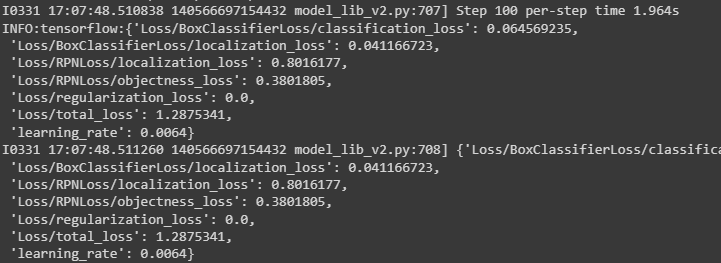 I0331 17:07:48.510838 140566697154432 model_lib_v2.py:707] Step 100 per-step time 1.964s
INFO:tensorflow:{'Loss/BoxClassifierLoss/classification_loss': 0.064569235,
'Loss/BoxClassifierLoss/localization_loss': 0.041166723,
'Loss/RPNLoss/localization_loss': 0.8016177,
'Loss/RPNLoss/objectness_loss': 0.3801805,
'Loss/regularization_loss': 0.0,
'Loss/total_loss': 1.2875341,
'learning_rate': 0.0064}
I0331 17:07:48.511260 140566697154432 model_lib_v2.py:708] {'Loss/BoxClassifierLoss/classifica
'Loss/BoxClassifierLoss/localization_loss': 0.041166723,
'Loss/RPNLoss/localization_loss': 0.8016177,
'Loss/RPNLoss/objectness_loss': 0.3801805,
'Loss/regularization_loss': 0.0,
'Loss/total_loss': 1.2875341,
'learning_rate': 0.0064}